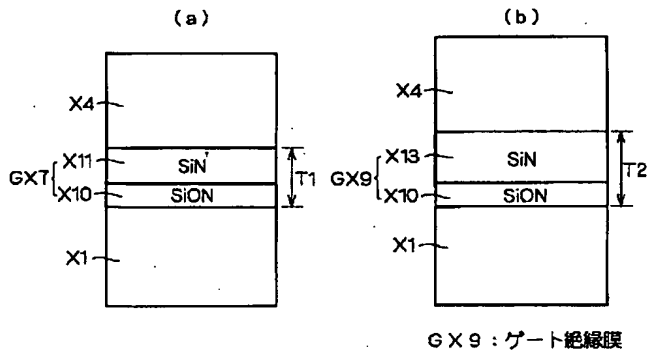 (a)
X4
X11
SiN
GX7
X10
SiON
T1
X1
(b)
X4
X13
SiN
GX9
X10
SiON
T2
X1
GX9:ゲート絶縁膜